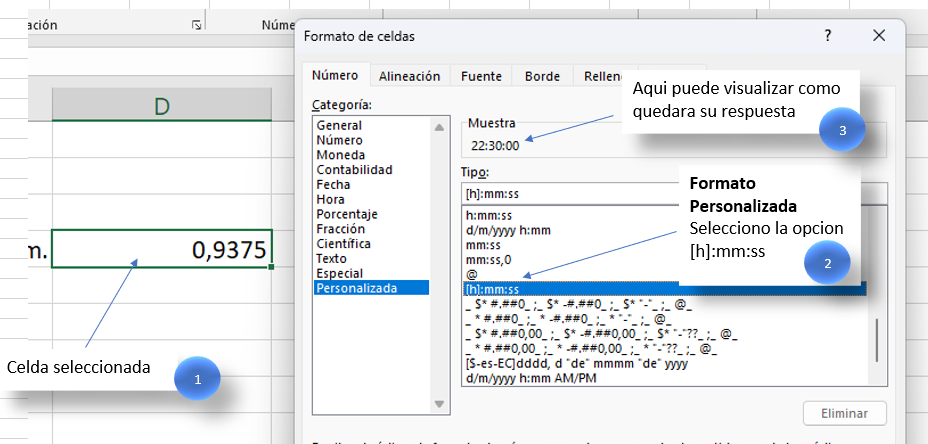 ación
Núme
Formato de celdas
?
Número
Alineación
Fuente
Borde
Relleno
D
m.
0,9375
Celda seleccionada
1
Categoría:
General
Número
Moneda
Contabilidad
Fecha
Hora
Porcentaje
Fracción
Científica
Texto
Especial
Personalizada
Muestra
22:30:00
Aqui puede visualizar como
quedara su respuesta
3
Tipo:
[h]:mm:ss
h:mm:ss
d/m/yyyy h:mm
mm:ss
mm:ss,0
@
[h]:mm:ss
_ $* #.##0_ ;_ $* -#.##0_ ;_ $* "-"_ ;_ @_
_ * #.##0_ ;_ * -#.##0_ ;_ * "-"_ ;_ @_
_ $* #.##0,00_ ;_ $* -#.##0,00_ ;_ $* "-"??_ ;_ @_
_ * #.##0,00_ ;_ * -#.##0,00_ ;_ * "-"??_ ;_ @_
[$-es-EC]dddd, d "de" mmmm "de" yyyy
d/m/yyyy h:mm AM/PM
Formato
Personalizada
Selecciono la opcion
[h]:mm:ss
2
Eliminar